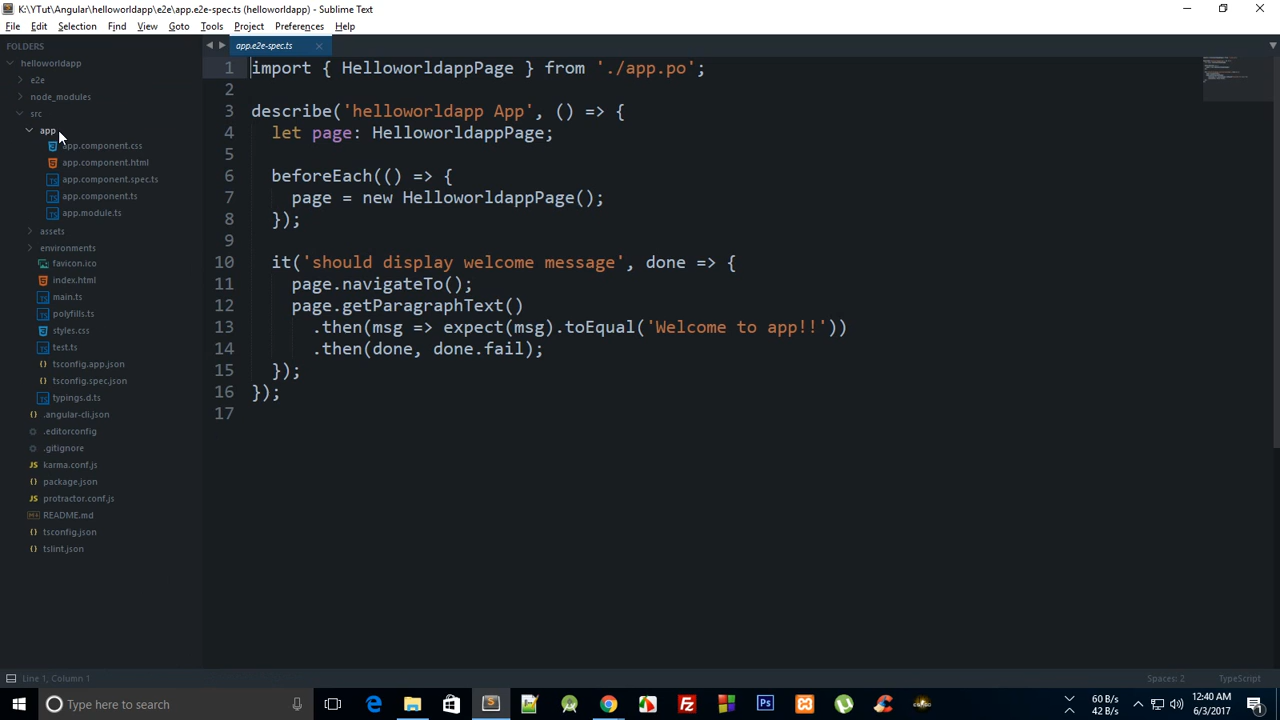 K:\YTut\Angular\helloworldapp\e2e\app.e2e-spec.ts (helloworldapp) - Sublime Text
File Edit Selection Find View Goto Tools Project Preferences Help
FOLDERS
helloworldapp
e2e
node_modules
src
app
app.component.css
app.component.html
app.component.spec.ts
app.component.ts
app.module.ts
assets
environments
favicon.ico
index.html
main.ts
polyfills.ts
styles.css
test.ts
tsconfig.app.json
tsconfig.spec.json
typings.d.ts
.angular-cli.json
.editorconfig
.gitignore
karma.conf.js
package.json
protractor.conf.js
README.md
tsconfig.json
tslint.json
app.e2e-spec.ts
1 import { HelloworldappPage } from './app.po';
2
3 describe('helloworldapp App', () => {
4 let page: HelloworldappPage;
5
6 beforeEach(() => {
7 page = new HelloworldappPage();
8 });
9
10 it('should display welcome message', done => {
11 page.navigateTo();
12 page.getParagraphText()
13 .then(msg => expect(msg).toEqual('Welcome to app!!'))
14 .then(done, done.fail);
15 });
16 });
17
Line 1, Column 1
Spaces: 2
TypeScript
Type here to search
60 B/s
42 B/s
12:40 AM
6/3/2017